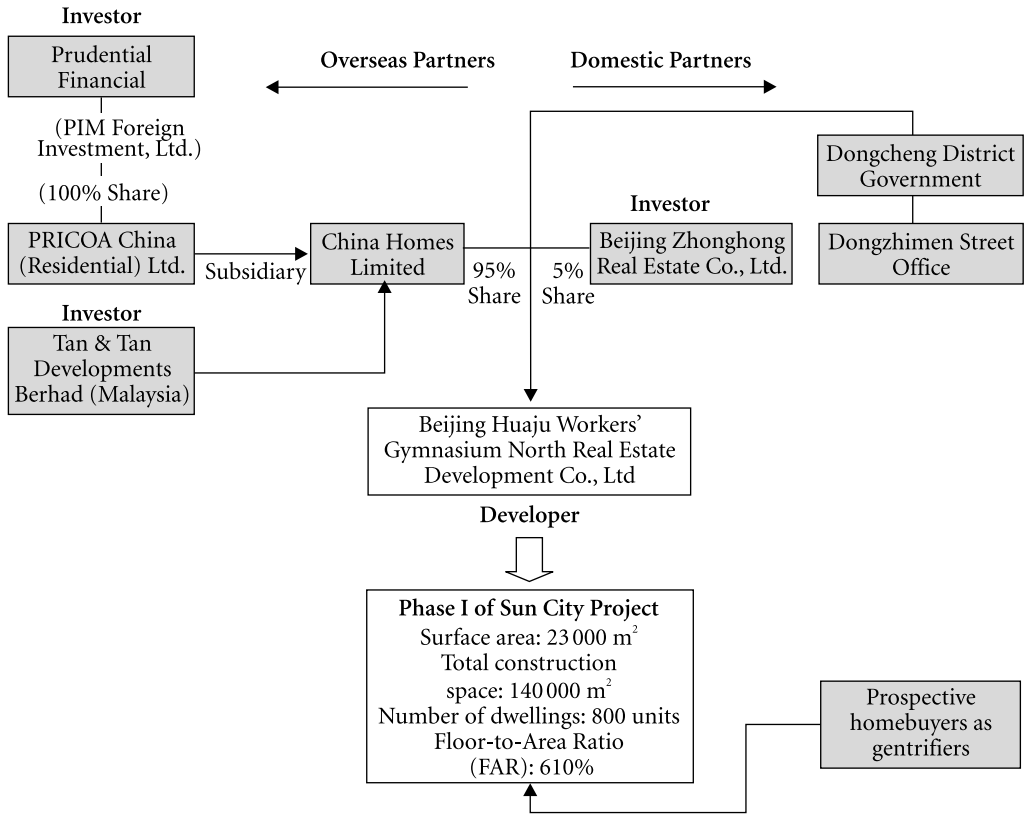 Investor
Prudential
Financial
(PIM Foreign
Investment, Ltd.)
(100% Share)
PRICOA China
(Residential) Ltd.
Subsidiary
Investor
Tan & Tan
Developments
Berhad (Malaysia)
Overseas Partners
Domestic Partners
China Homes
Limited
95%
Share
5%
Share
Investor
Beijing Zhonghong
Real Estate Co., Ltd.
Dongcheng District
Government
Dongzhimen Street
Office
Beijing Huaju Workers’
Gymnasium North Real Estate
Development Co., Ltd
Developer
Phase I of Sun City Project
Surface area: 23 000 m²
Total construction
space: 140 000 m²
Number of dwellings: 800 units
Floor-to-Area Ratio
(FAR): 610%
Prospective
homebuyers as
gentrifiers